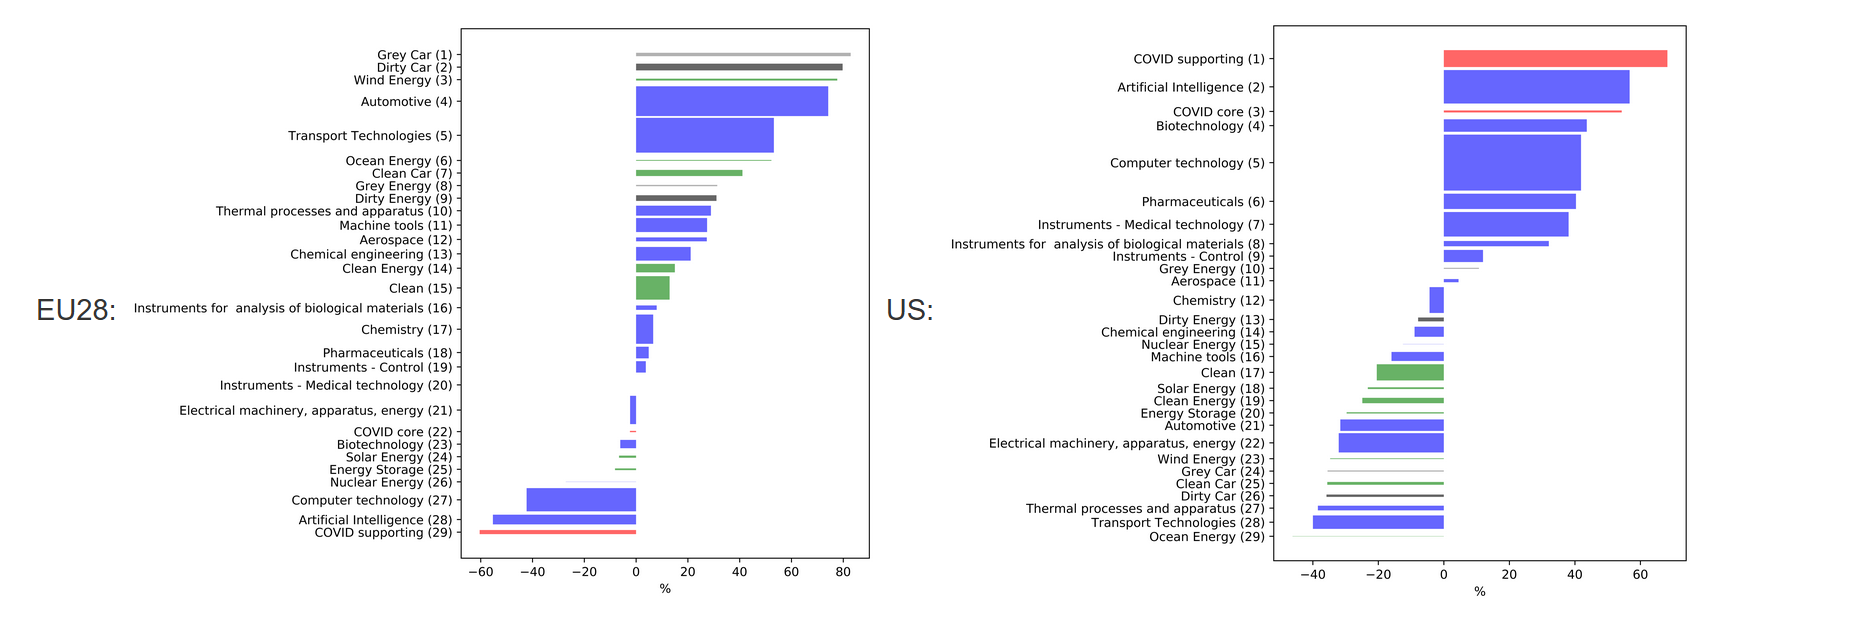 EU28:
Grey Car (1)
Dirty Car (2)
Wind Energy (3)
Automotive (4)
Transport Technologies (5)
Ocean Energy (6)
Clean Car (7)
Grey Energy (8)
Dirty Energy (9)
Thermal processes and apparatus (10)
Machine tools (11)
Aerospace (12)
Chemical engineering (13)
Clean Energy (14)
Clean (15)
Instruments for  analysis of biological materials (16)
Chemistry (17)
Pharmaceuticals (18)
Instruments - Control (19)
Instruments - Medical technology (20)
Electrical machinery, apparatus, energy (21)
COVID core (22)
Biotechnology (23)
Solar Energy (24)
Energy Storage (25)
Nuclear Energy (26)
Computer technology (27)
Artificial Intelligence (28)
COVID supporting (29)
−60 −40 −20 0 20 40 60 80
%
US:
COVID supporting (1)
Artificial Intelligence (2)
COVID core (3)
Biotechnology (4)
Computer technology (5)
Pharmaceuticals (6)
Instruments - Medical technology (7)
Instruments for  analysis of biological materials (8)
Instruments - Control (9)
Grey Energy (10)
Aerospace (11)
Chemistry (12)
Dirty Energy (13)
Chemical engineering (14)
Nuclear Energy (15)
Machine tools (16)
Clean (17)
Solar Energy (18)
Clean Energy (19)
Energy Storage (20)
Automotive (21)
Electrical machinery, apparatus, energy (22)
Wind Energy (23)
Grey Car (24)
Clean Car (25)
Dirty Car (26)
Thermal processes and apparatus (27)
Transport Technologies (28)
Ocean Energy (29)
−40 −20 0 20 40 60
%